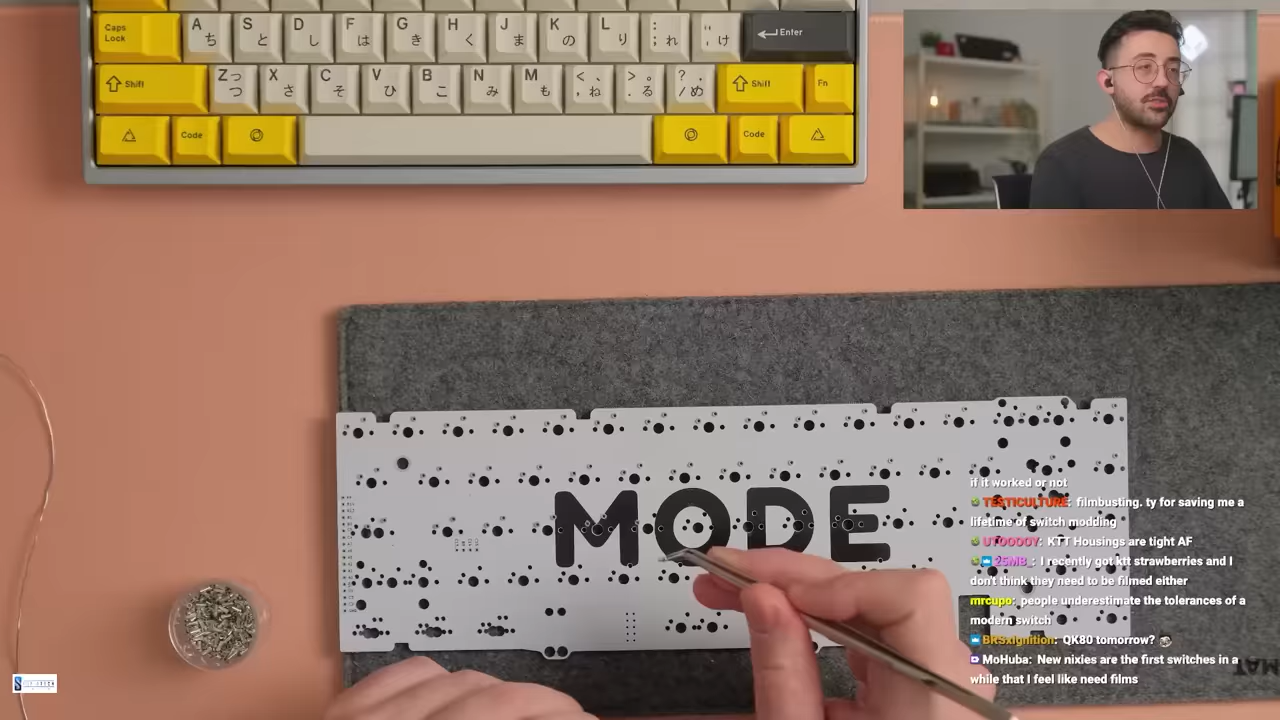 Caps Lock A ち S と D し F は G き H く J ま K の L り ; : れ " ' け Enter
Shift Z つ っ X さ C そ V ひ B こ N み M も < 、 , ね > 。 . る ? ・ / め Shift Fn
Code Code
MODE
if it worked or not
TESTICULTURE: filmbusting. ty for saving me a
lifetime of switch modding
UTOOOOY: KTT Housings are tight AF
25MB_: I recently got ktt strawberries and I
don't think they need to be filmed either
mrcupo: people underestimate the tolerances of a
modern switch
BRSxIgnition: QK80 tomorrow?
MoHuba: New nixies are the first switches in a
while that I feel like need films